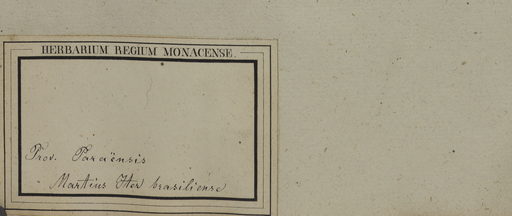 HERBARIUM REGIUM MONACENSE.
Prov. Paraënsis
Martius Iter brasiliense